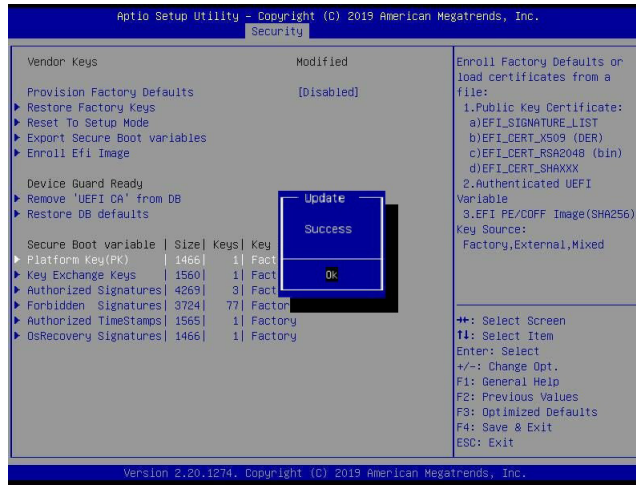 Aptio Setup Utility – Copyright (C) 2019 American Megatrends, Inc.
Security
Vendor Keys Modified
Provision Factory Defaults [Disabled]
Restore Factory Keys
Reset To Setup Mode
Export Secure Boot variables
Enroll Efi Image
Device Guard Ready
Remove 'UEFI CA' from DB
Restore DB defaults
Secure Boot variable | Size| Keys| Key
Platform Key(PK) | 1466| 1| Fact
Key Exchange Keys | 1560| 1| Fact
Authorized Signatures| 4269| 3| Fact
Forbidden Signatures| 3724| 77| Factor
Authorized TimeStamps| 1565| 1| Factory
OsRecovery Signatures| 1466| 1| Factory
Update
Success
Ok
Enroll Factory Defaults or
load certificates from a
file:
1.Public Key Certificate:
a)EFI_SIGNATURE_LIST
b)EFI_CERT_X509 (DER)
c)EFI_CERT_RSA2048 (bin)
d)EFI_CERT_SHAXXX
2.Authenticated UEFI
Variable
3.EFI PE/COFF Image(SHA256)
Key Source:
Factory,External,Mixed
→←: Select Screen
↑↓: Select Item
Enter: Select
+/-: Change Opt.
F1: General Help
F2: Previous Values
F3: Optimized Defaults
F4: Save & Exit
ESC: Exit
Version 2.20.1274. Copyright (C) 2019 American Megatrends, Inc.